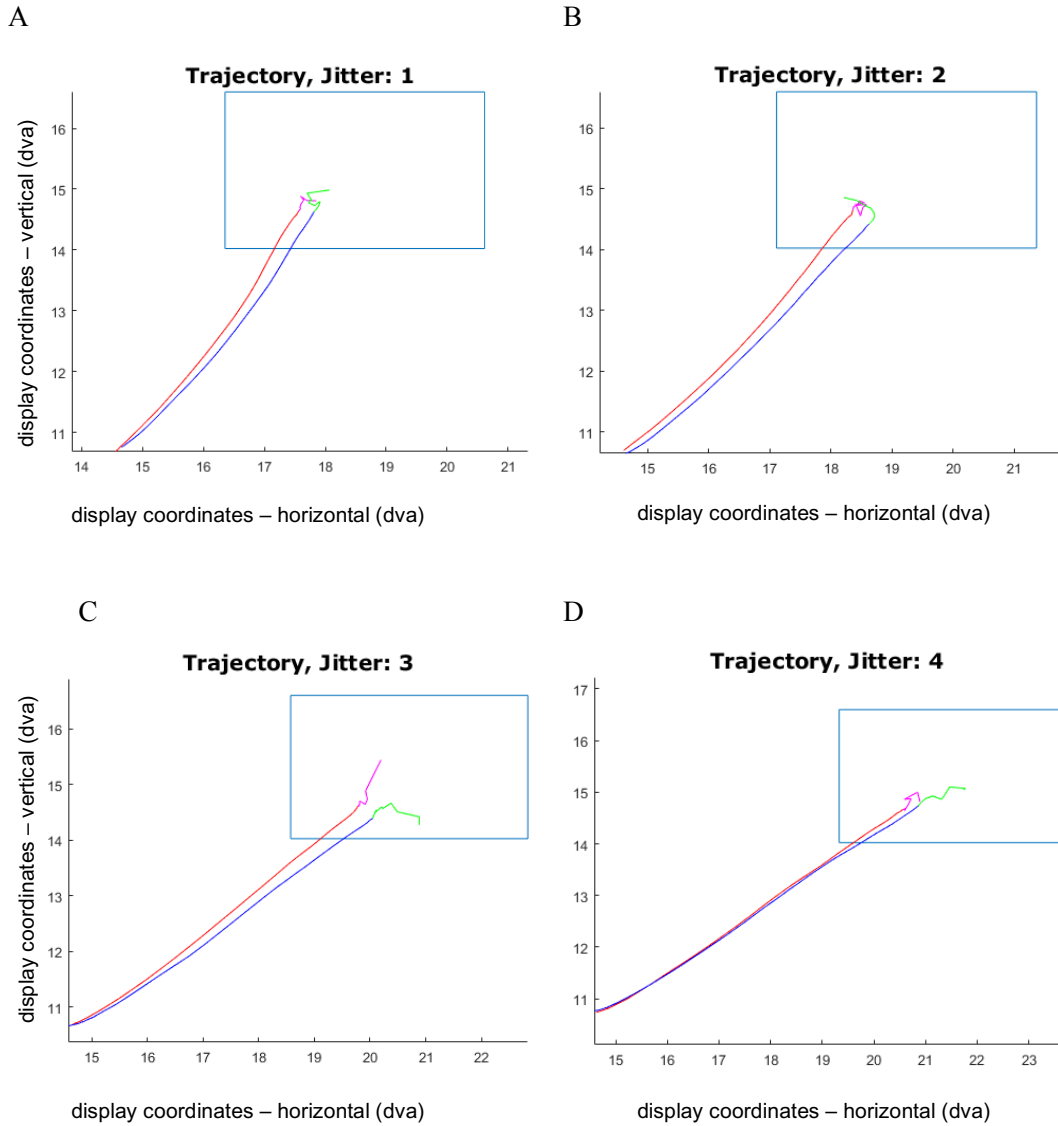 A
B
Trajectory, Jitter: 1
Trajectory, Jitter: 2
display coordinates – vertical (dva)
16
15
14
13
12
11
14 15 16 17 18 19 20 21
display coordinates – horizontal (dva)
16
15
14
13
12
11
15 16 17 18 19 20 21
display coordinates – horizontal (dva)
C
D
Trajectory, Jitter: 3
Trajectory, Jitter: 4
display coordinates – vertical (dva)
16
15
14
13
12
11
15 16 17 18 19 20 21 22
display coordinates – horizontal (dva)
17
16
15
14
13
12
11
15 16 17 18 19 20 21 22 23
display coordinates – horizontal (dva)